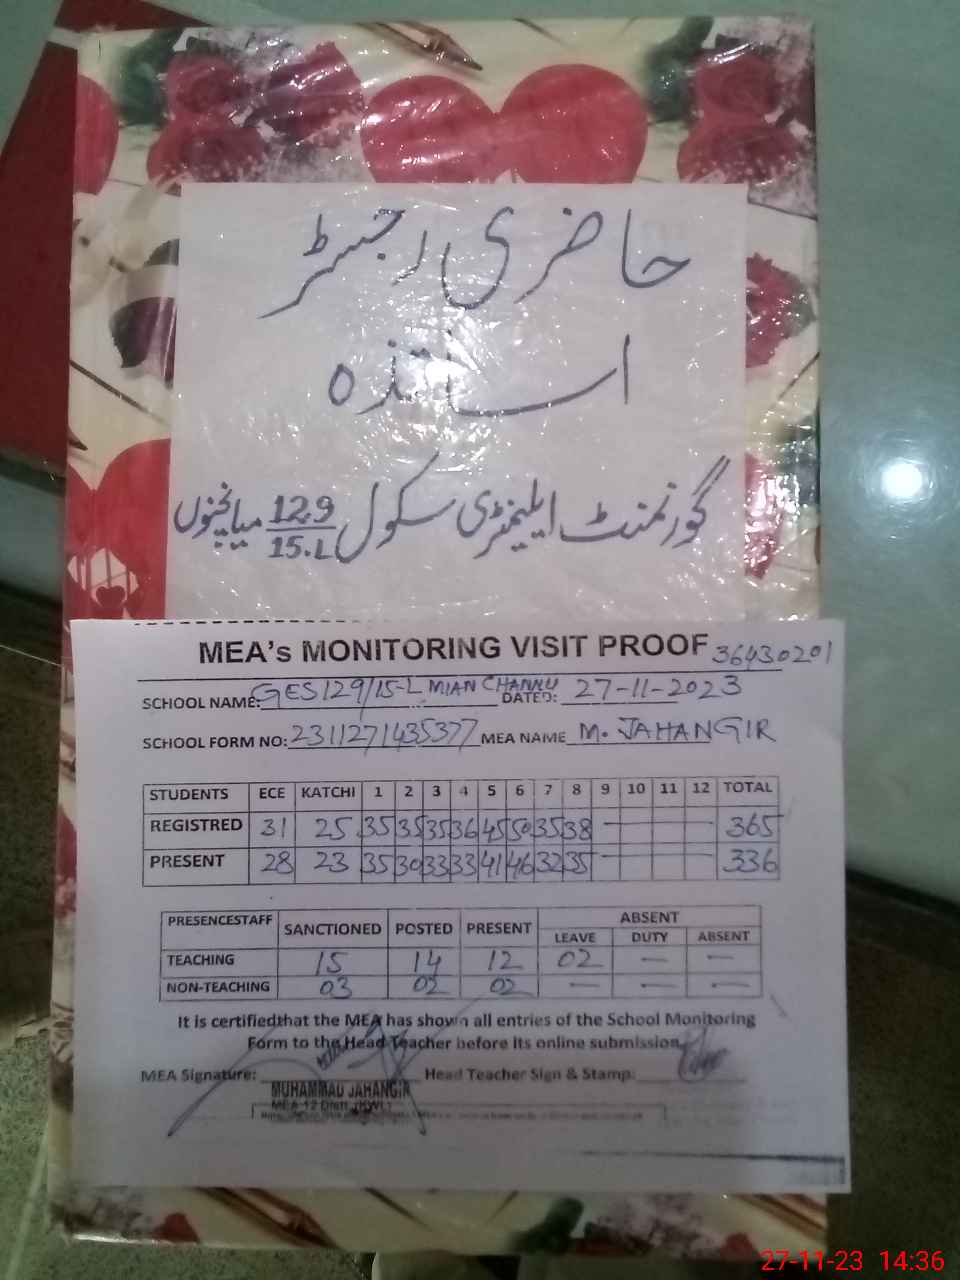 حاضری رجسٹر
اساتذہ
گورنمنٹ ایلیمنٹری سکول 129/15.L میانچنوں
MEA's MONITORING VISIT PROOF 36430201
SCHOOL NAME: GES 129/15-L MIAN CHANNU DATED: 27-11-2023
SCHOOL FORM NO: 2311271435377 MEA NAME M. JAHANGIR
STUDENTS ECE KATCHI 1 2 3 4 5 6 7 8 9 10 11 12 TOTAL
REGISTRED 31 25 35 35 35 36 45 50 35 38 — — — — 365
PRESENT 28 23 35 30 33 33 41 46 32 35 — — — — 336
PRESENCESTAFF SANCTIONED POSTED PRESENT ABSENT
LEAVE DUTY ABSENT
TEACHING 15 14 12 02 — —
NON-TEACHING 03 02 02 — — —
It is certifiedthat the MEA has shown all entries of the School Monitoring
Form to the Head Teacher before its online submission.
MEA Signature: Head Teacher Sign & Stamp:
MUHAMMAD JAHANGIR
MEA-12 Distt. (KWL)
27-11-23 14:36